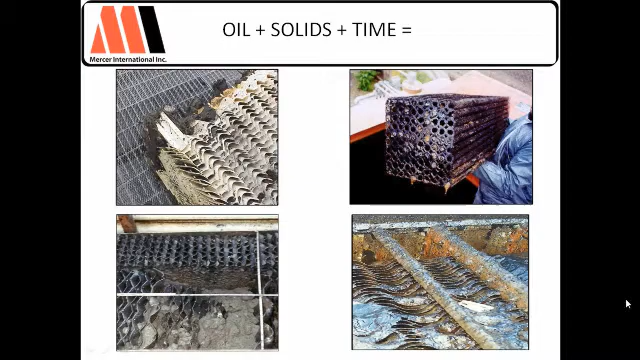 OIL + SOLIDS + TIME =
Mercer International Inc.